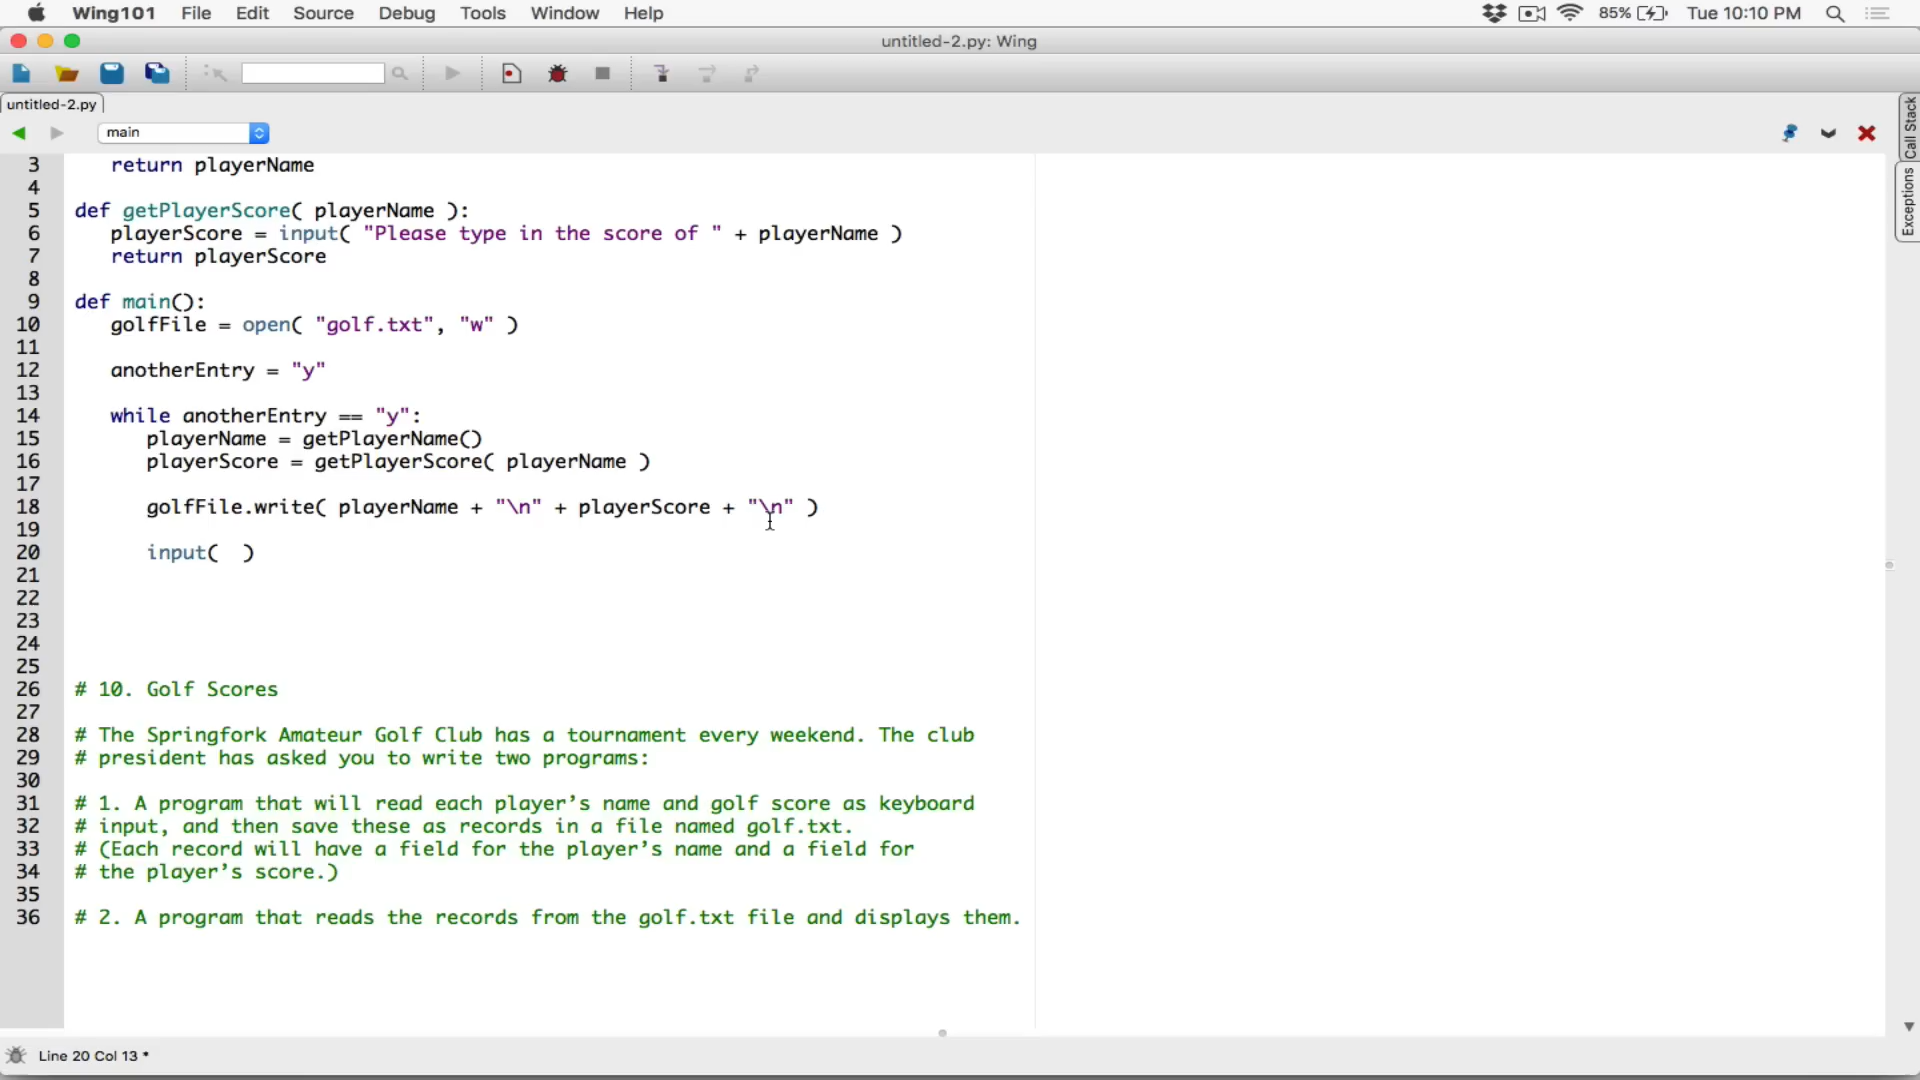 Wing101 File Edit Source Debug Tools Window Help 85% Tue 10:10 PM
untitled-2.py: Wing
untitled-2.py
main
Call Stack
Exceptions
3 return playerName
4
5 def getPlayerScore( playerName ):
6 playerScore = input( "Please type in the score of " + playerName )
7 return playerScore
8
9 def main():
10 golfFile = open( "golf.txt", "w" )
11
12 anotherEntry = "y"
13
14 while anotherEntry == "y":
15 playerName = getPlayerName()
16 playerScore = getPlayerScore( playerName )
17
18 golfFile.write( playerName + "\n" + playerScore + "\n" )
19
20 input(  )
21
22
23
24
25
26 # 10. Golf Scores
27
28 # The Springfork Amateur Golf Club has a tournament every weekend. The club
29 # president has asked you to write two programs:
30
31 # 1. A program that will read each player’s name and golf score as keyboard
32 # input, and then save these as records in a file named golf.txt.
33 # (Each record will have a field for the player’s name and a field for
34 # the player’s score.)
35
36 # 2. A program that reads the records from the golf.txt file and displays them.
Line 20 Col 13 *